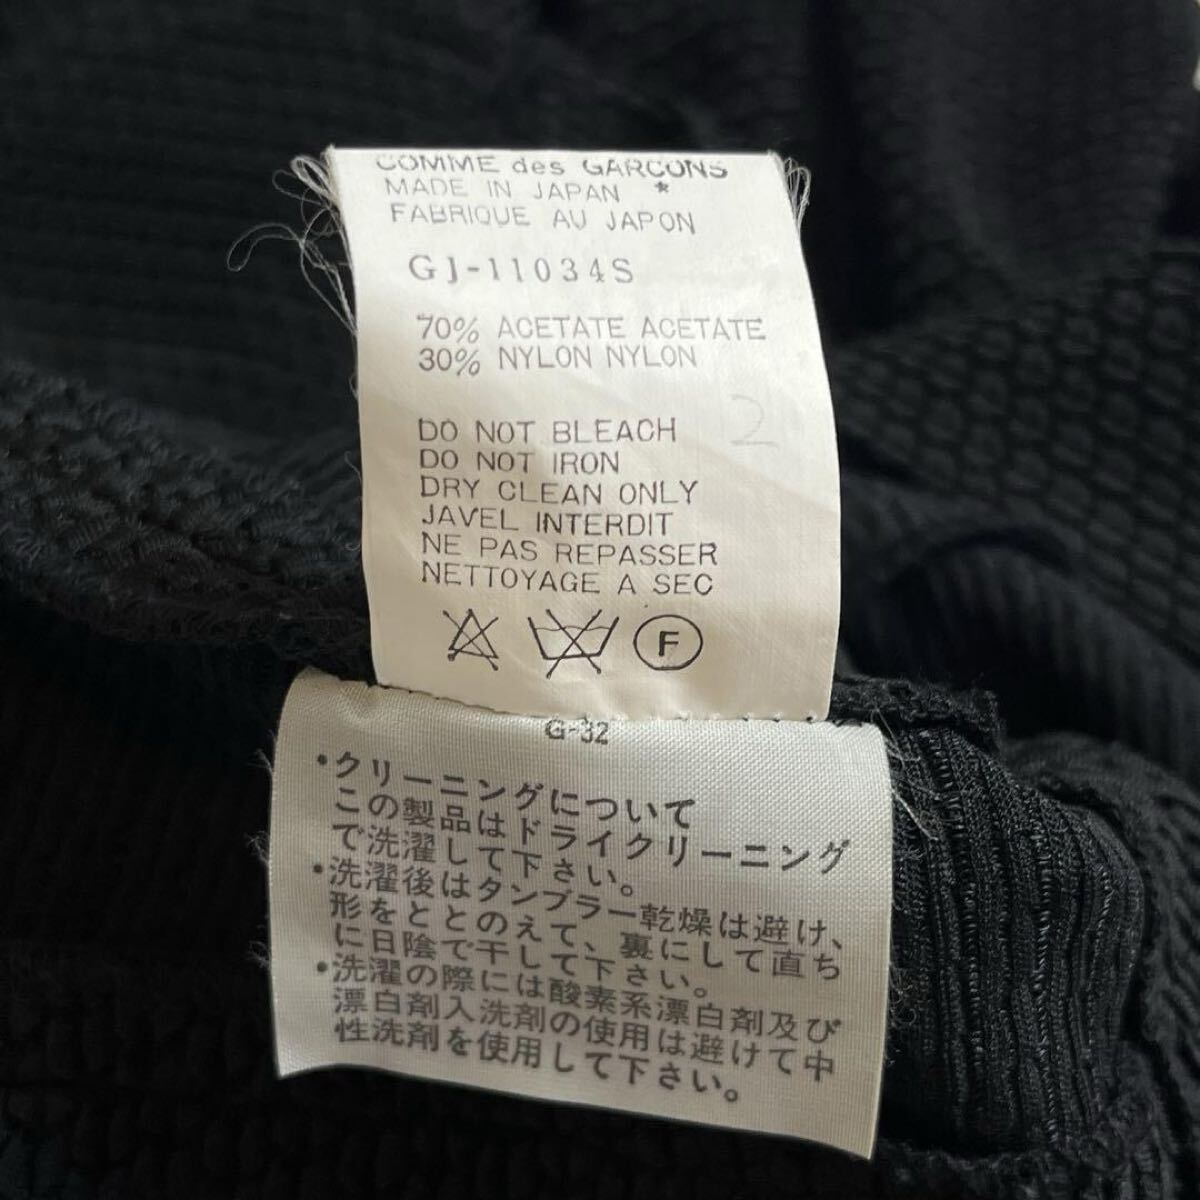 COMME des GARCONS
MADE IN JAPAN *
FABRIQUE AU JAPON
GJ-11034S
70% ACETATE ACETATE
30% NYLON NYLON
2
DO NOT BLEACH
DO NOT IRON
DRY CLEAN ONLY
JAVEL INTERDIT
NE PAS REPASSER
NETTOYAGE A SEC
F
G-32
・クリーニングについて
この製品はドライクリーニング
で洗濯して下さい。
・洗濯後はタンブラー乾燥は避け、
形をととのえて、裏にして直ち
に日陰で干して下さい。
・洗濯の際には酸素系漂白剤及び
漂白剤入洗剤の使用は避けて中
性洗剤を使用して下さい。